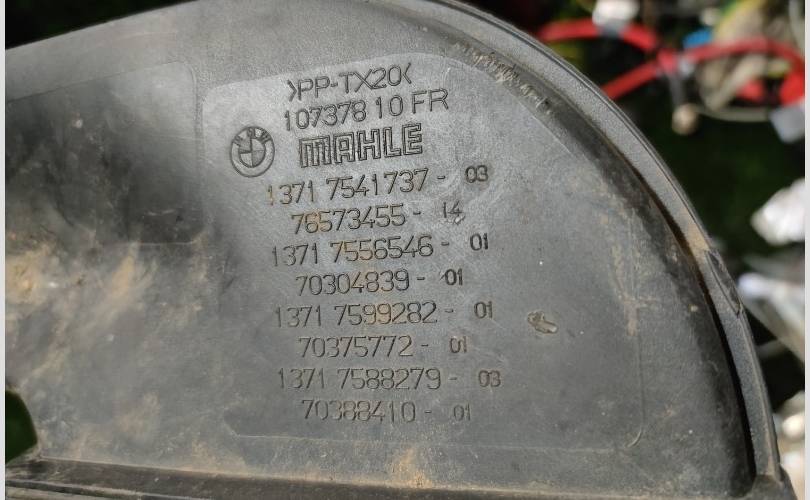 >PP-TX20<
107378 10 FR
BMW MAHLE
1371 7541737 - 03
76573455 - 14
1371 7556546 - 01
70304839 - 01
1371 7599282 - 01
70375772 - 01
1371 7588279 - 03
70388410 - 01